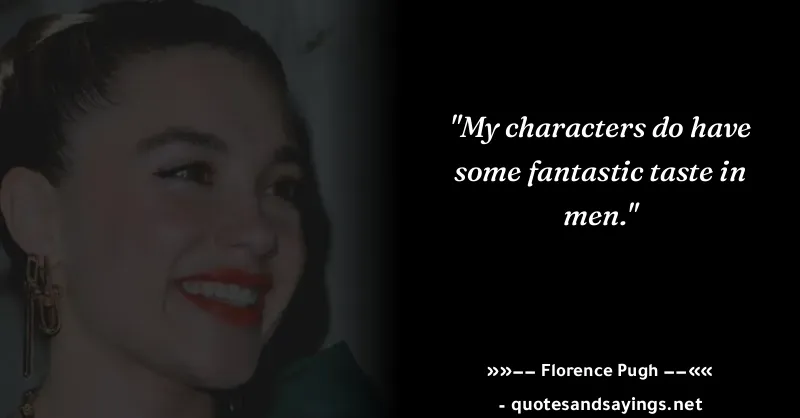 "My characters do have
some fantastic taste in
men."
»»–– Florence Pugh ––««
- quotesandsayings.net